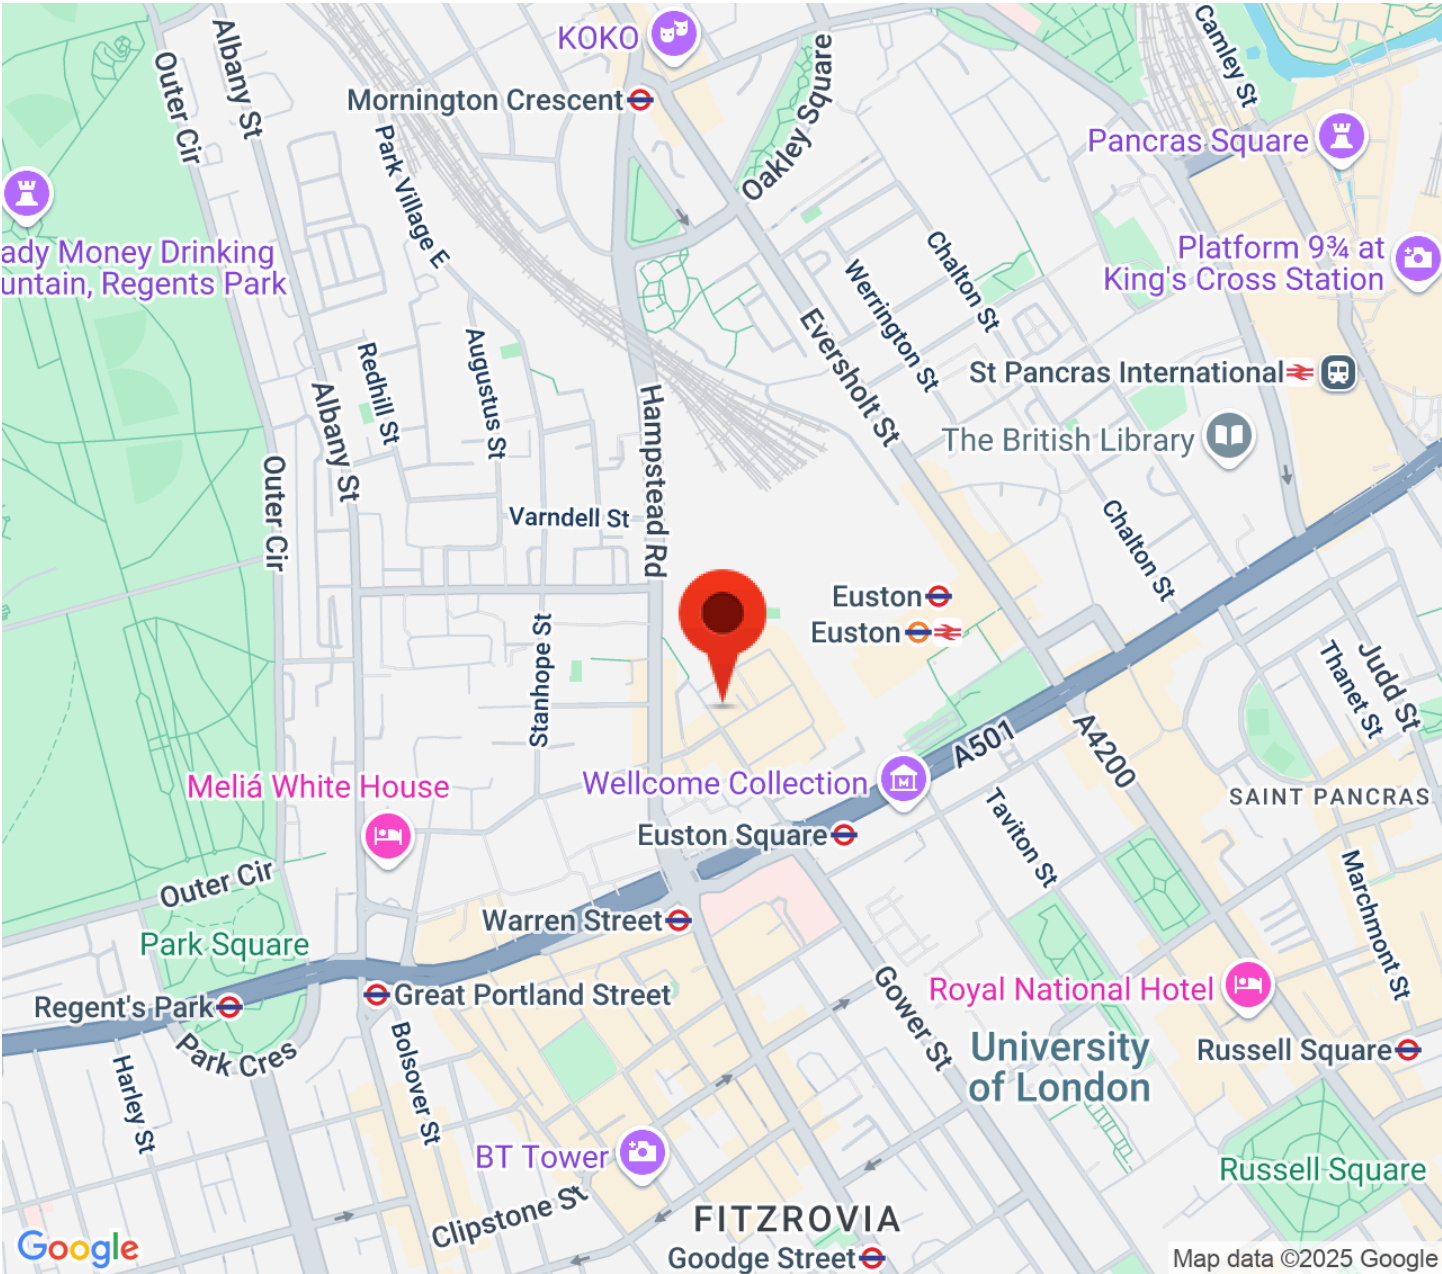 KOKO
Mornington Crescent
Albany St
Outer Cir
Park Village E
Oakley Square
Camley St
Pancras Square
ady Money Drinking
untain, Regents Park
Platform 9¾ at
King's Cross Station
Chalton St
Werrington St
Eversholt St
St Pancras International
The British Library
Redhill St
Augustus St
Albany St
Hampstead Rd
Outer Cir
Varndell St
Chalton St
Euston
Euston
Stanhope St
Thanet St
Judd St
A501
A4200
Meliá White House
Wellcome Collection
SAINT PANCRAS
Euston Square
Taviton St
Marchmont St
Outer Cir
Warren Street
Park Square
Regent's Park
Great Portland Street
Gower St
Royal National Hotel
Park Cres
Harley St
Bolsover St
University
of London
Russell Square
BT Tower
Clipstone St
Russell Square
FITZROVIA
Goodge Street
Google
Map data ©2025 Google